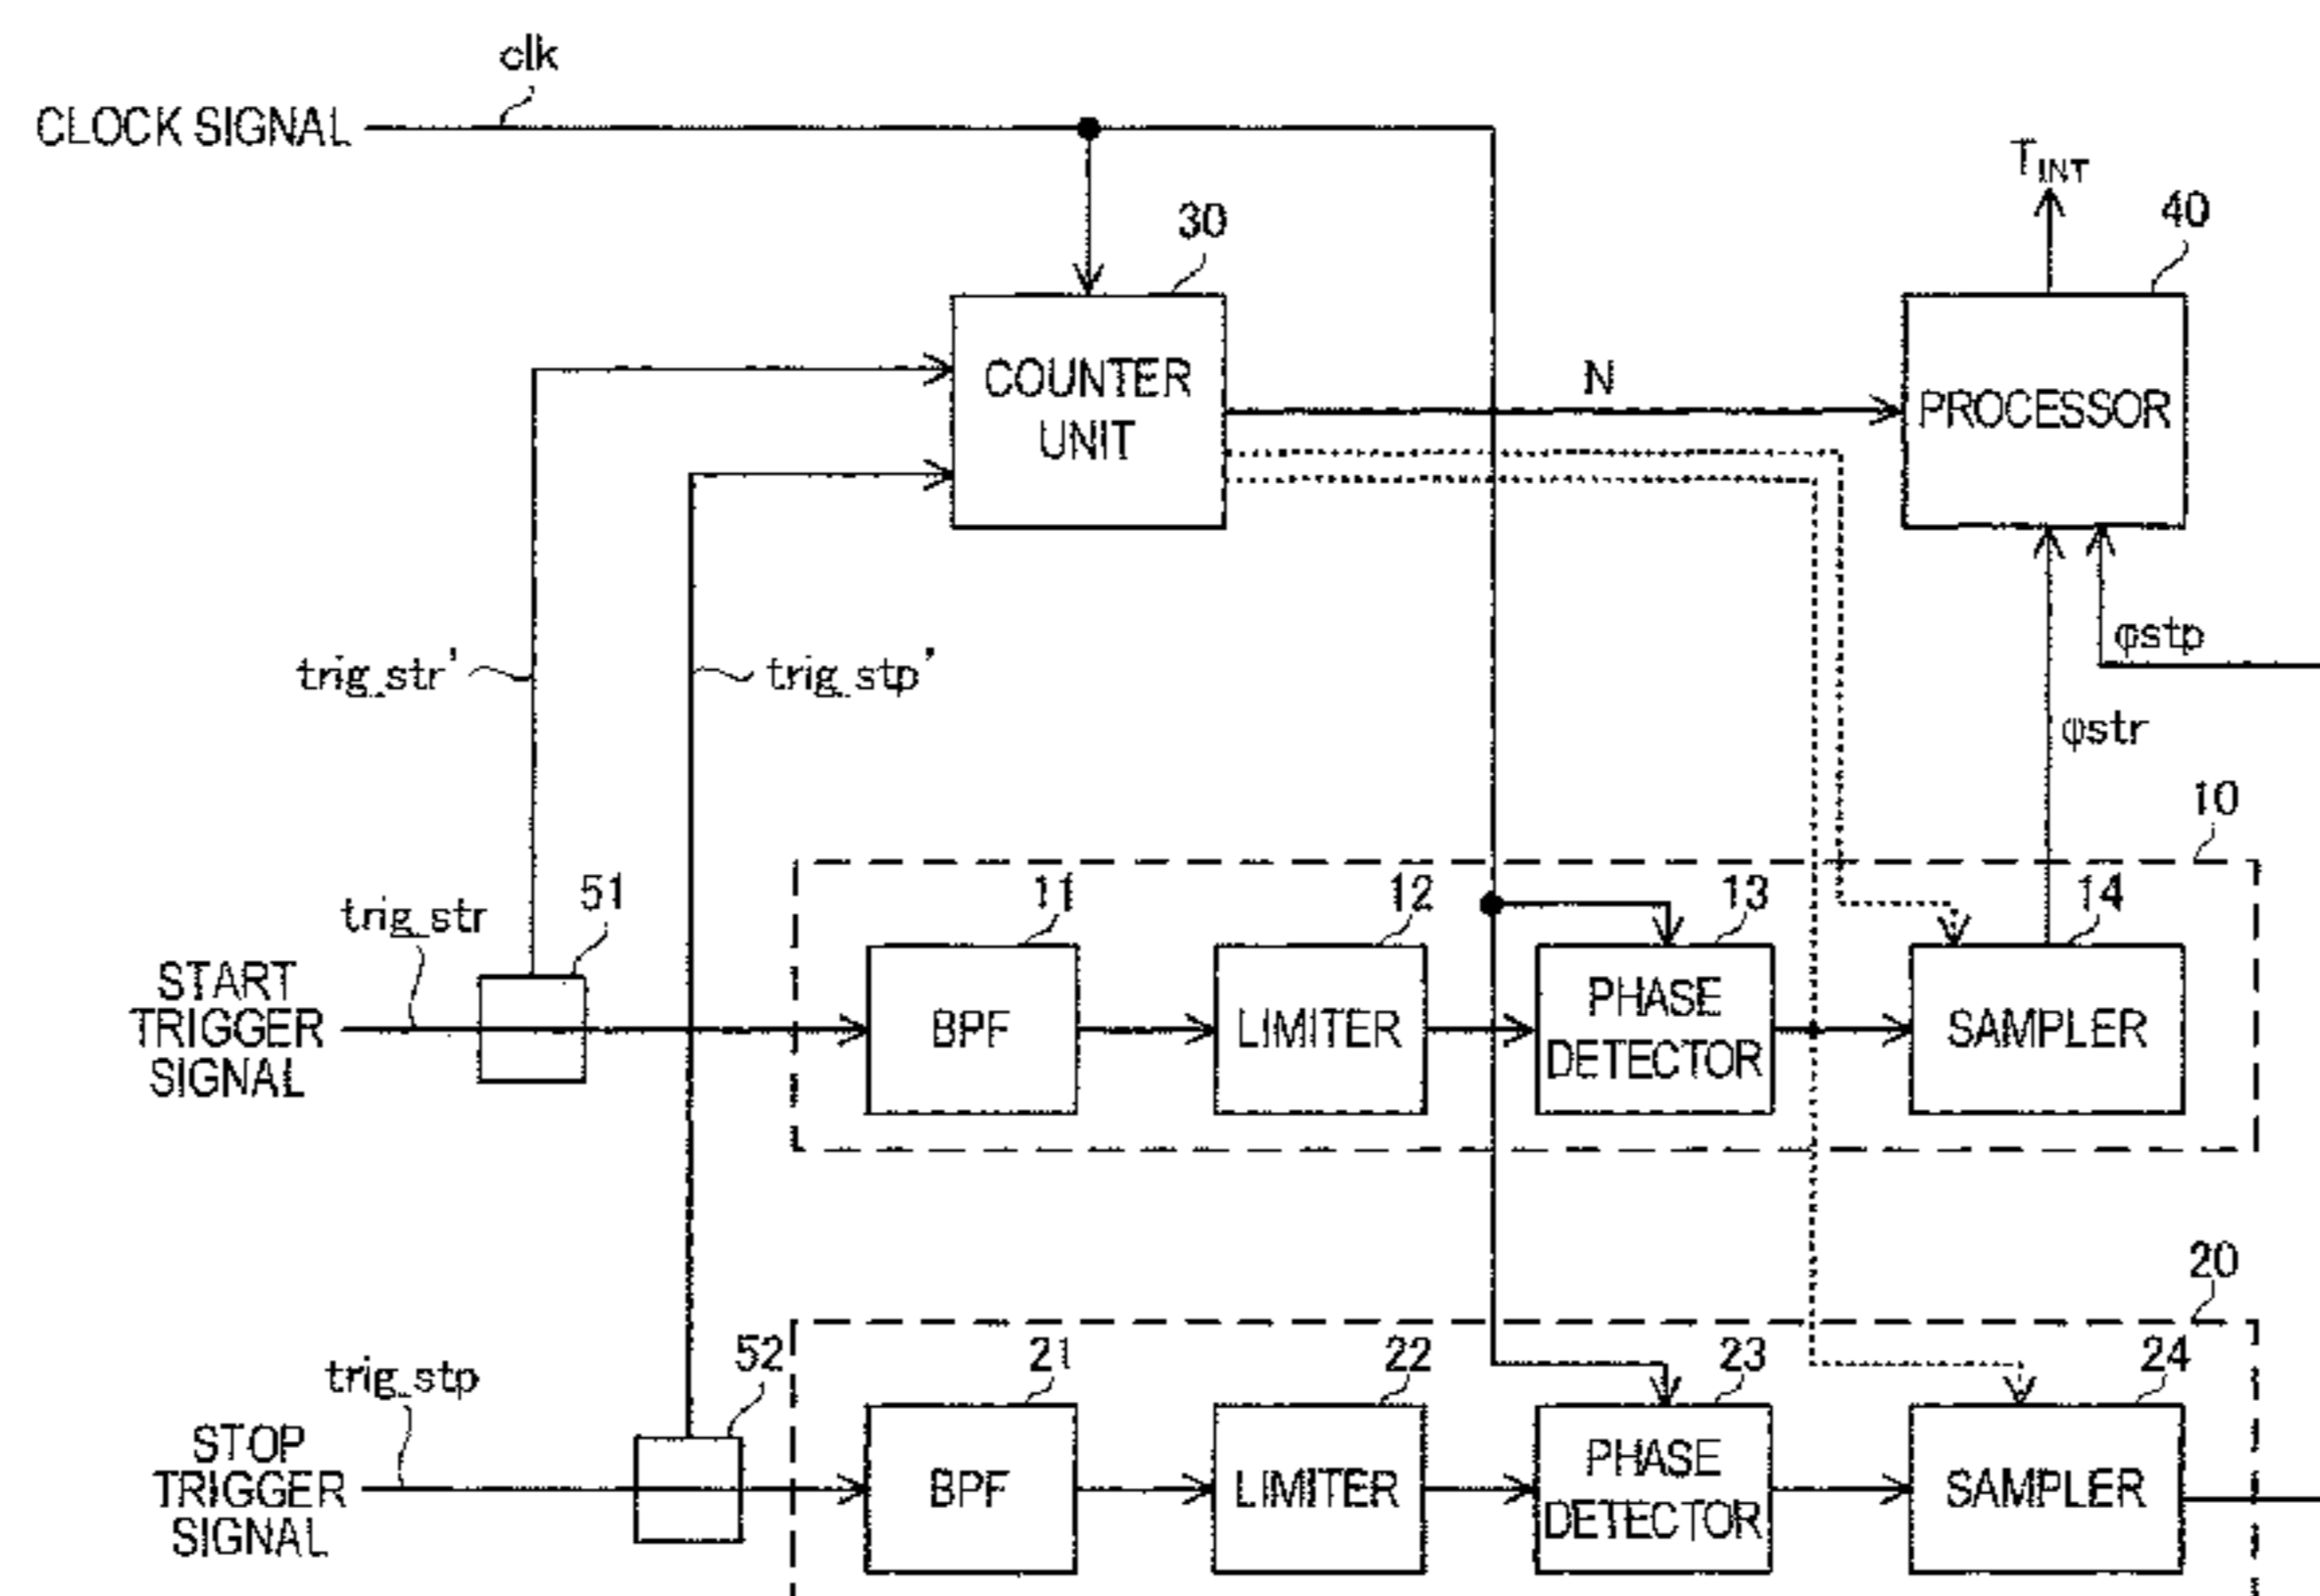 clk
CLOCK SIGNAL
T_INT
30
40
COUNTER
UNIT
N
PROCESSOR
trig_str'
trig_stp'
φstp
φstr
10
trig_str
51
11
12
13
14
START
TRIGGER
SIGNAL
BPF
LIMITER
PHASE
DETECTOR
SAMPLER
20
trig_stp
52
21
22
23
24
STOP
TRIGGER
SIGNAL
BPF
LIMITER
PHASE
DETECTOR
SAMPLER